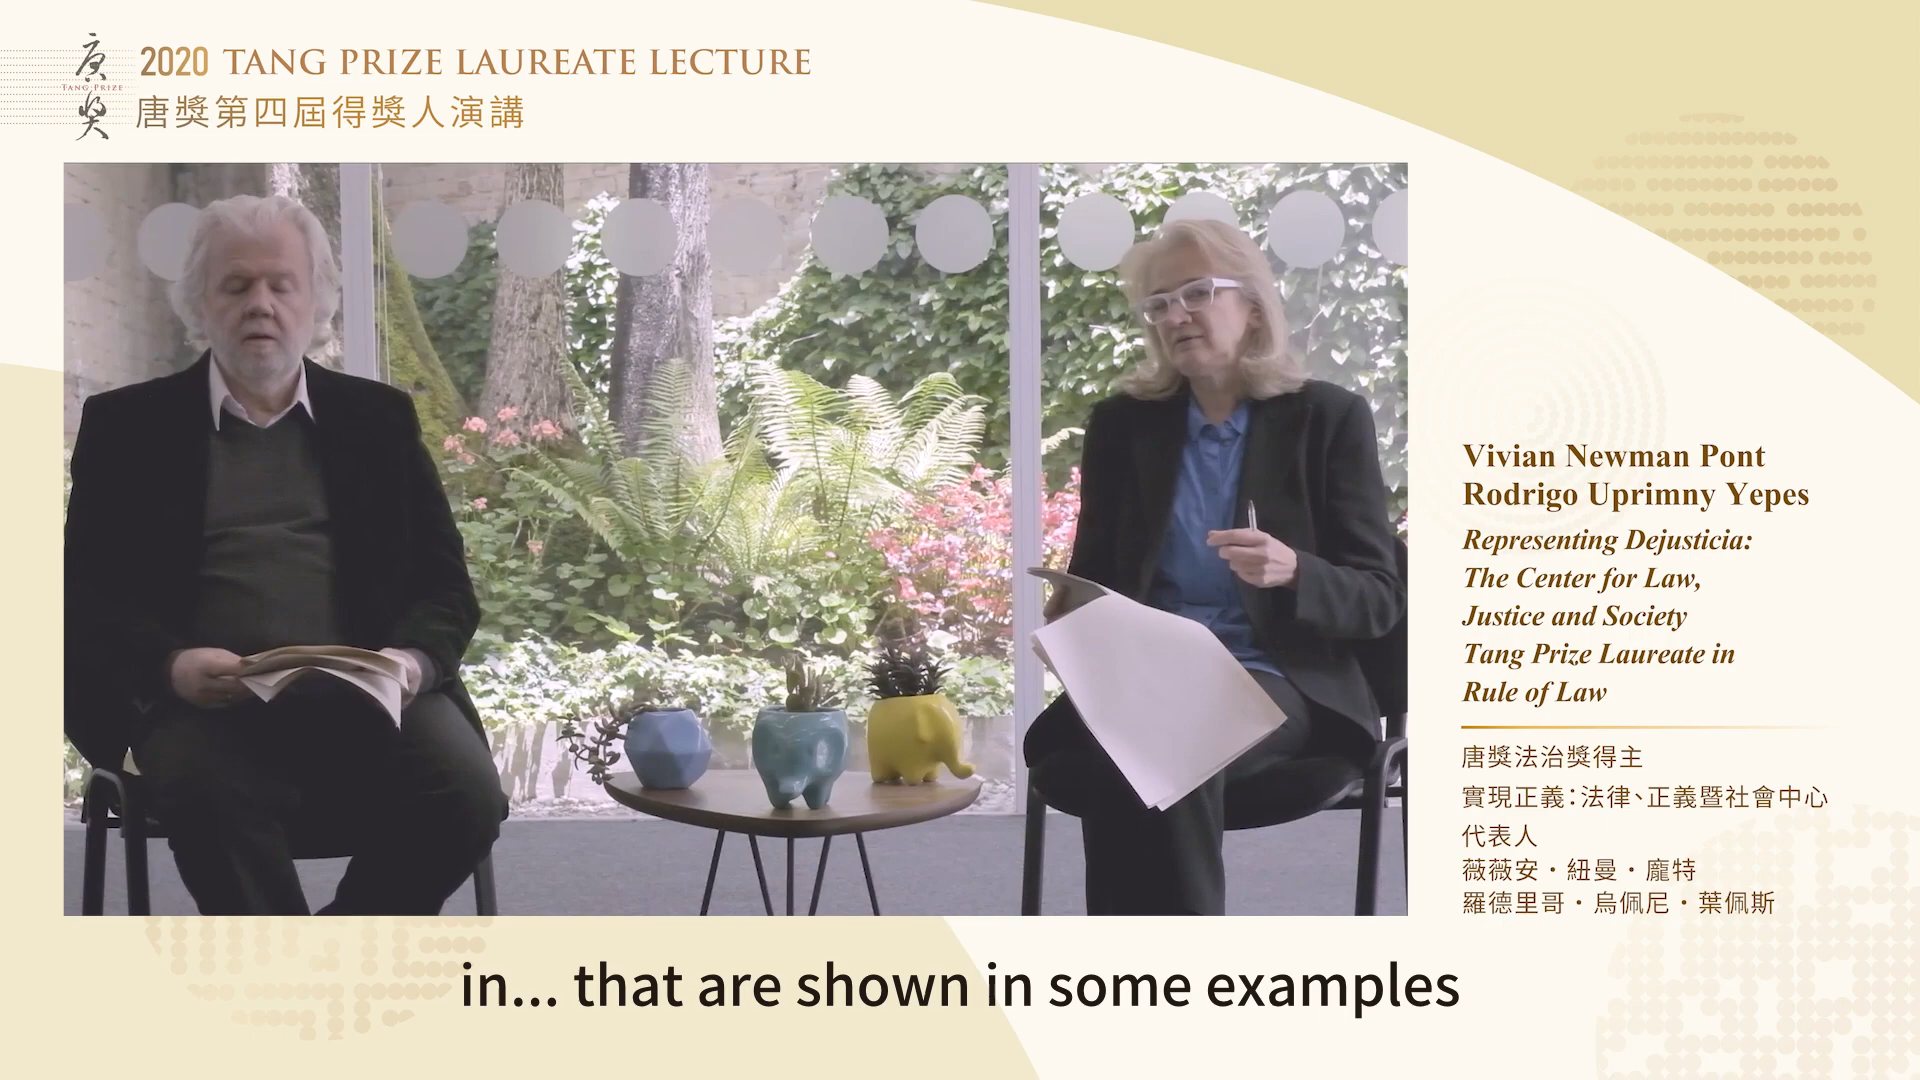 唐獎
TANG PRIZE
2020 TANG PRIZE LAUREATE LECTURE
唐獎第四屆得獎人演講
Vivian Newman Pont
Rodrigo Uprimny Yepes
Representing Dejusticia:
The Center for Law,
Justice and Society
Tang Prize Laureate in
Rule of Law
唐獎法治獎得主
實現正義：法律、正義暨社會中心
代表人
薇薇安・紐曼・龐特
羅德里哥・烏佩尼・葉佩斯
in... that are shown in some examples